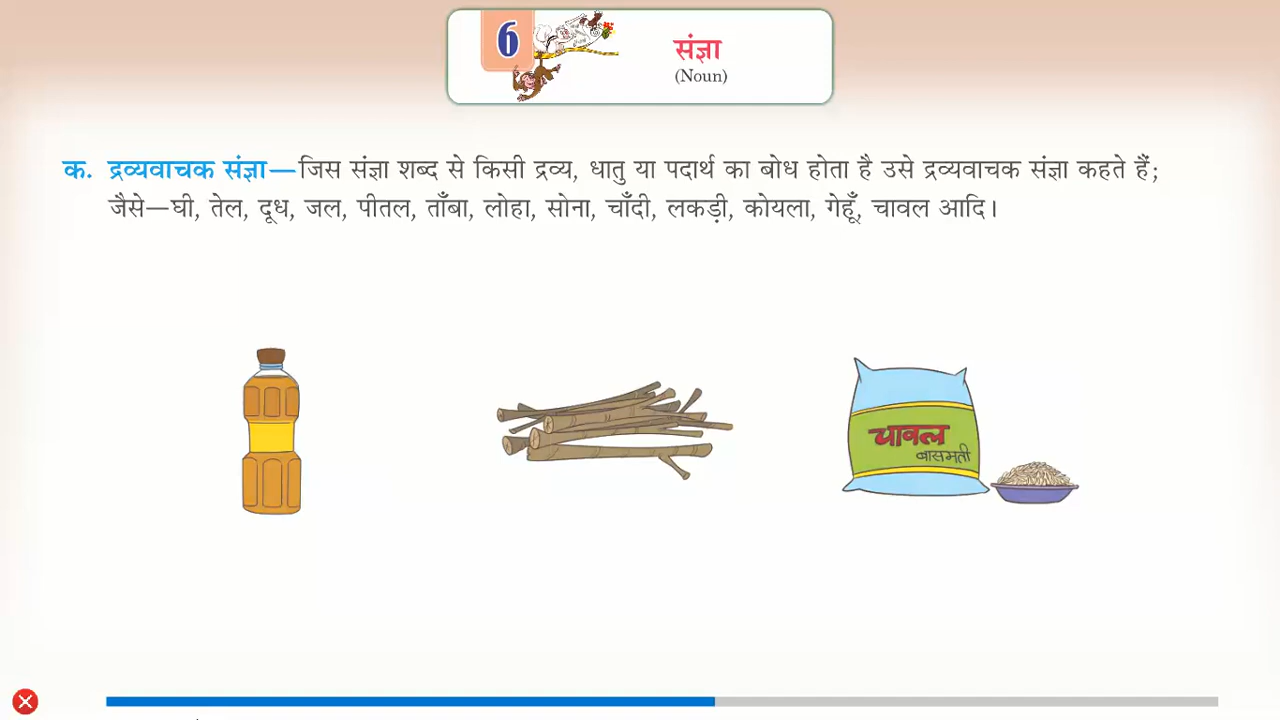 6
संज्ञा
(Noun)
क. द्रव्यवाचक संज्ञा—जिस संज्ञा शब्द से किसी द्रव्य, धातु या पदार्थ का बोध होता है उसे द्रव्यवाचक संज्ञा कहते हैं;
जैसे—घी, तेल, दूध, जल, पीतल, ताँबा, लोहा, सोना, चाँदी, लकड़ी, कोयला, गेहूँ, चावल आदि।
चावल
बासमती